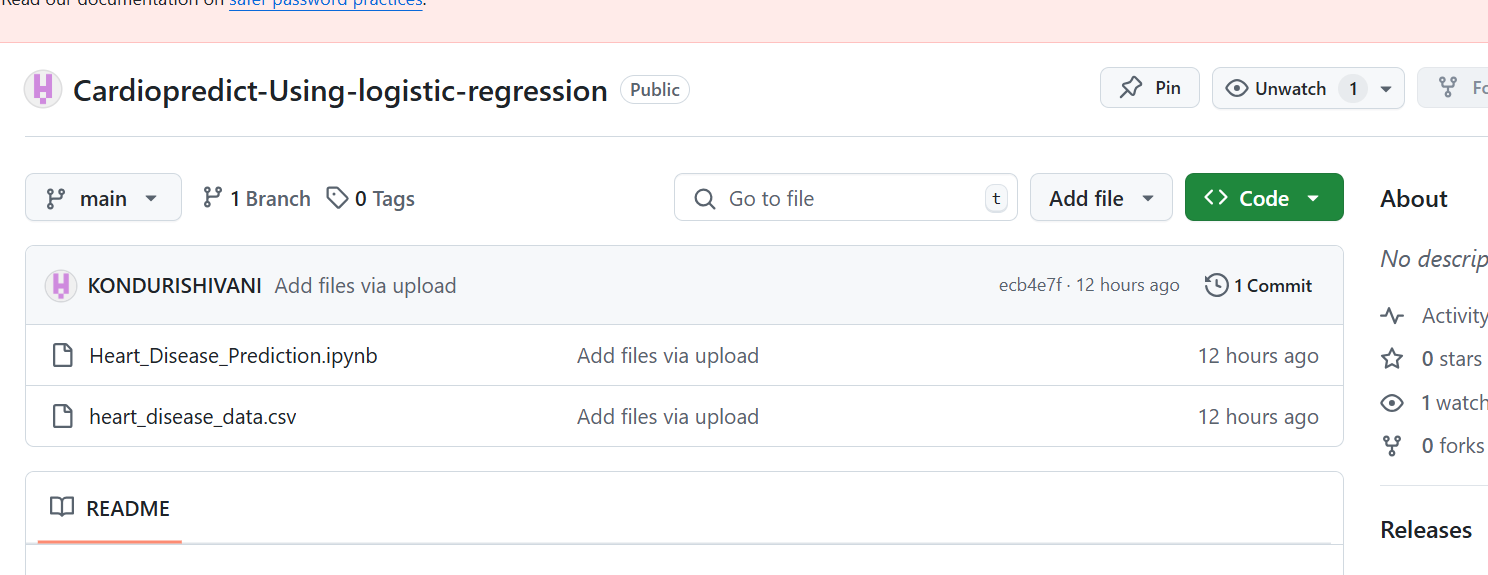 Read our documentation on safer password practices.
Cardiopredict-Using-logistic-regression Public Pin Unwatch 1
main 1 Branch 0 Tags Go to file t Add file Code About
KONDURISHIVANI Add files via upload ecb4e7f · 12 hours ago 1 Commit
No descrip
Heart_Disease_Prediction.ipynb Add files via upload 12 hours ago
heart_disease_data.csv Add files via upload 12 hours ago
Activity
0 stars
1 watch
0 forks
README
Releases